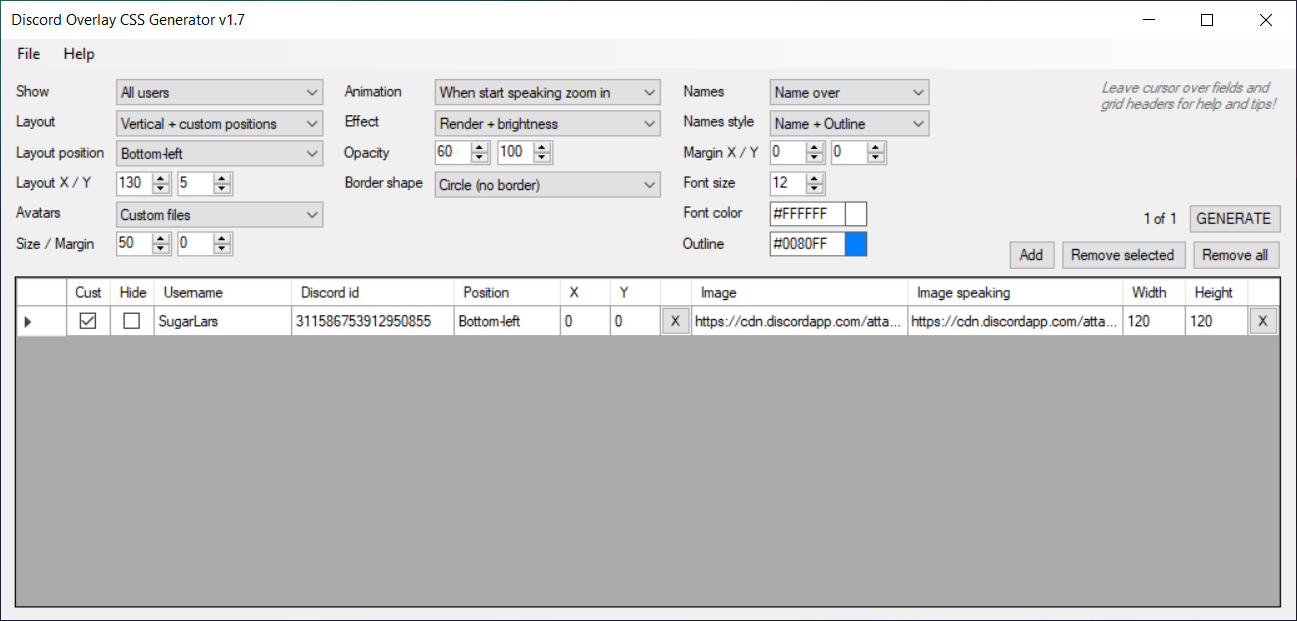 Discord Overlay CSS Generator v1.7
File Help
Show All users Animation When start speaking zoom in Names Name over Leave cursor over fields and
grid headers for help and tips!
Layout Vertical + custom positions Effect Render + brightness Names style Name + Outline
Layout position Bottom-left Opacity 60 100 Margin X / Y 0 0
Layout X / Y 130 5 Border shape Circle (no border) Font size 12
Avatars Custom files Font color #FFFFFF 1 of 1 GENERATE
Size / Margin 50 0 Outline #0080FF Add Remove selected Remove all
Cust Hide Username Discord id Position X Y Image Image speaking Width Height
SugarLars 311586753912950855 Bottom-left 0 0 X https://cdn.discordapp.com/atta... https://cdn.discordapp.com/atta... 120 120 X